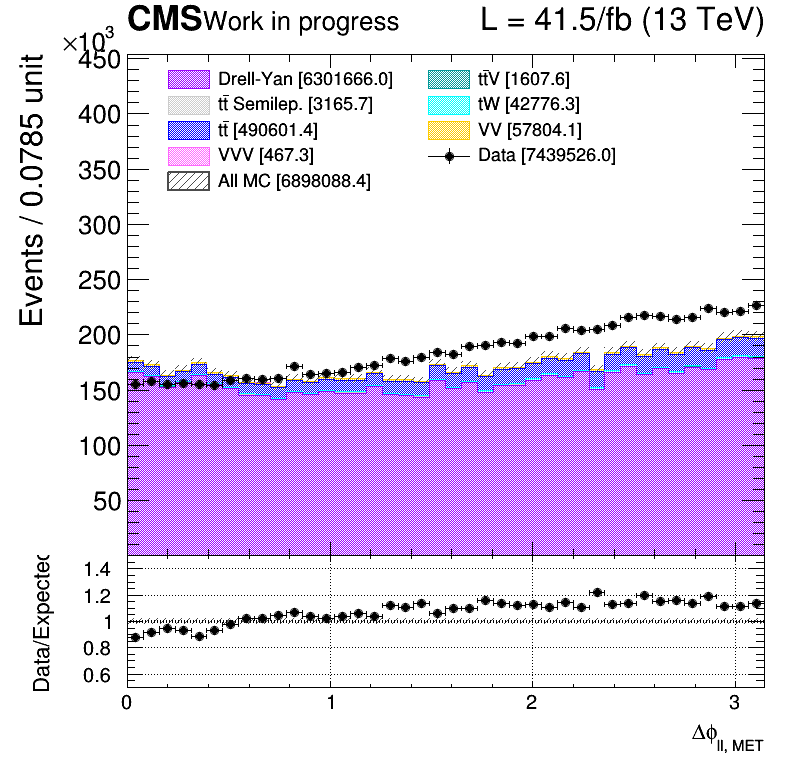 CMS Work in progress L = 41.5/fb (13 TeV)
×10³
Events / 0.0785 unit
450
400
350
300
250
200
150
100
50
Drell-Yan [6301666.0]
tt̄ Semilep. [3165.7]
tt̄ [490601.4]
VVV [467.3]
All MC [6898088.4]
tt̄V [1607.6]
tW [42776.3]
VV [57804.1]
Data [7439526.0]
Data/Expected
1.4
1.2
1
0.8
0.6
0 1 2 3
Δϕ_ll, MET